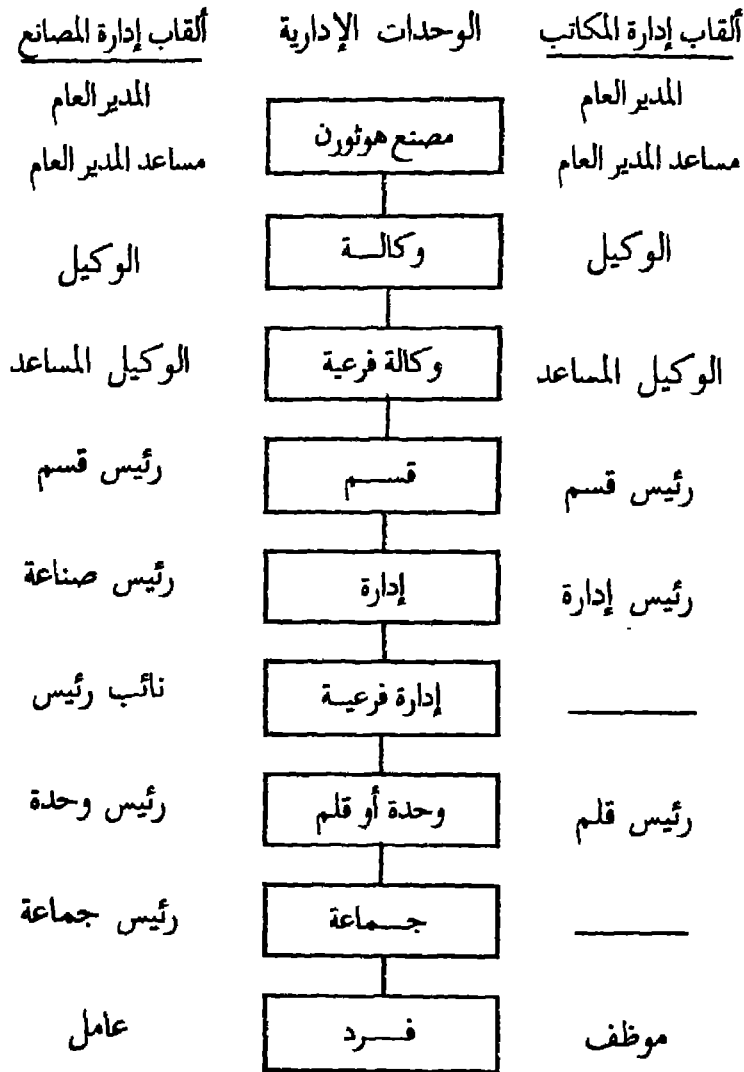 ألقاب إدارة المكاتب الوحدات الإدارية ألقاب إدارة المصانع
المدير العام مصنع هوثورن المدير العام
مساعد المدير العام مساعد المدير العام
الوكيل وكالة الوكيل
الوكيل المساعد وكالة فرعية الوكيل المساعد
رئيس قسم قسم رئيس قسم
رئيس إدارة إدارة رئيس صناعة
إدارة فرعية نائب رئيس
رئيس قلم وحدة أو قلم رئيس وحدة
جماعة رئيس جماعة
موظف فرد عامل